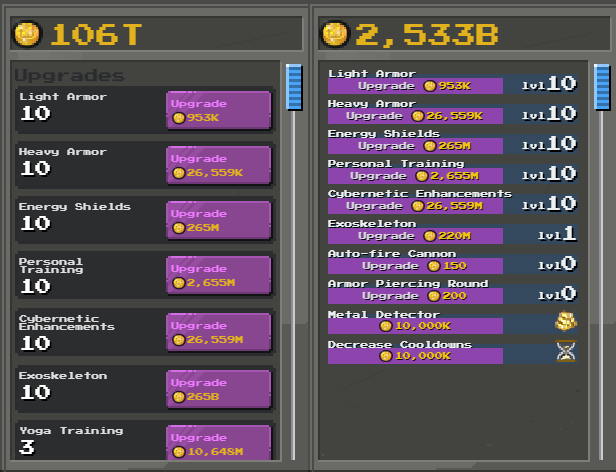 106T
Upgrades
Light Armor
10
Upgrade
953K
Heavy Armor
10
Upgrade
26,559K
Energy Shields
10
Upgrade
265M
Personal
Training
10
Upgrade
2,655M
Cybernetic
Enhancements
10
Upgrade
26,559M
Exoskeleton
10
Upgrade
265B
Yoga Training
3
Upgrade
10,648M
2,533B
Light Armor
Upgrade 953K lvl10
Heavy Armor
Upgrade 26,559K lvl10
Energy Shields
Upgrade 265M lvl10
Personal Training
Upgrade 2,655M lvl10
Cybernetic Enhancements
Upgrade 26,559M lvl10
Exoskeleton
Upgrade 220M lvl1
Auto-fire Cannon
Upgrade 150 lvl0
Armor Piercing Round
Upgrade 200 lvl0
Metal Detector
10,000K
Decrease Cooldowns
10,000K